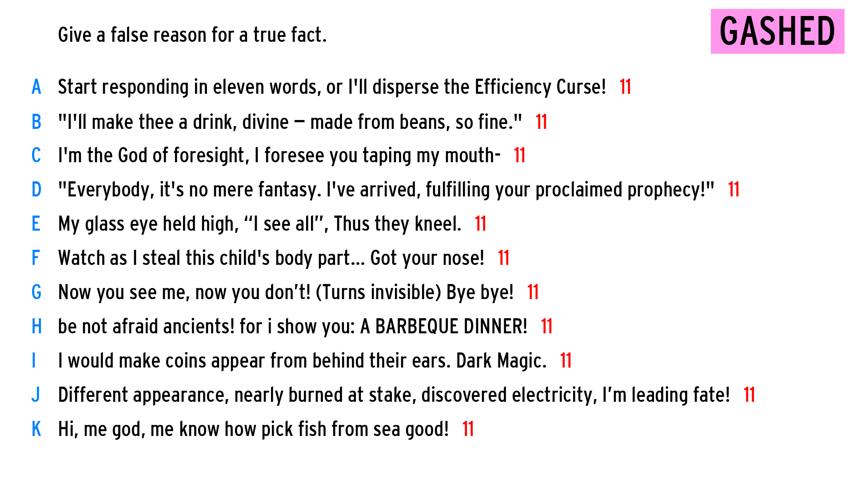 Give a false reason for a true fact.
GASHED
A Start responding in eleven words, or I'll disperse the Efficiency Curse! 11
B "I'll make thee a drink, divine – made from beans, so fine." 11
C I'm the God of foresight, I foresee you taping my mouth- 11
D "Everybody, it's no mere fantasy. I've arrived, fulfilling your proclaimed prophecy!" 11
E My glass eye held high, “I see all”, Thus they kneel. 11
F Watch as I steal this child's body part... Got your nose! 11
G Now you see me, now you don’t! (Turns invisible) Bye bye! 11
H be not afraid ancients! for i show you: A BARBEQUE DINNER! 11
I I would make coins appear from behind their ears. Dark Magic. 11
J Different appearance, nearly burned at stake, discovered electricity, I’m leading fate! 11
K Hi, me god, me know how pick fish from sea good! 11